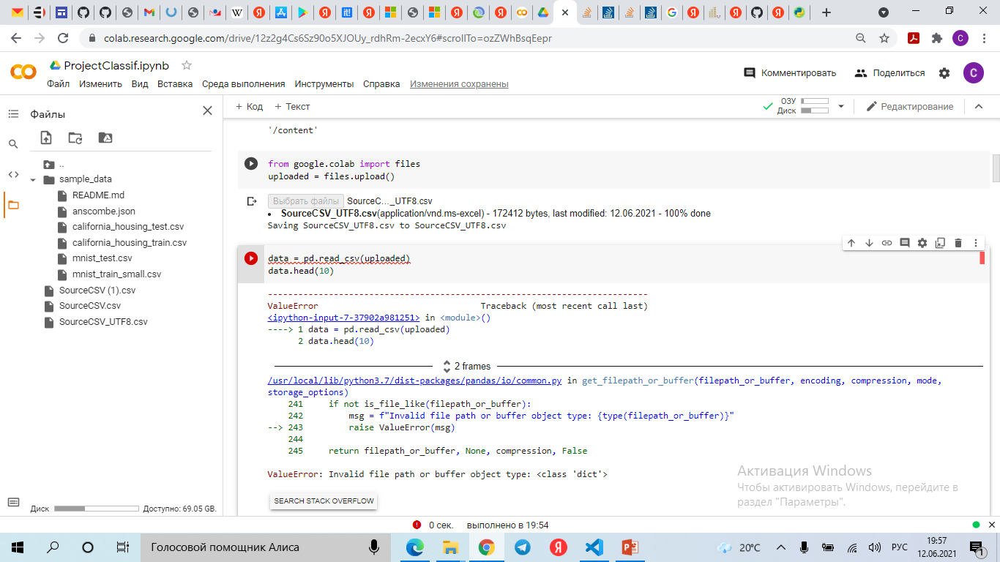 colab.research.google.com/drive/12z2g4Cs6Sz90o5XJOUy_rdhRm-2ecxY6#scrollTo=ozZWhBsqEepr
C
ProjectClassif.ipynb
Файл Изменить Вид Вставка Среда выполнения Инструменты Справка Изменения сохранены
Комментировать Поделиться C
Файлы
+ Код + Текст
ОЗУ
Диск
Редактирование
..
sample_data
README.md
anscombe.json
california_housing_test.csv
california_housing_train.csv
mnist_test.csv
mnist_train_small.csv
SourceCSV (1).csv
SourceCSV.csv
SourceCSV_UTF8.csv
Диск Доступно: 69.05 GB.
'/content'
from google.colab import files
uploaded = files.upload()
Выбрать файлы SourceC..._UTF8.csv
• SourceCSV_UTF8.csv(application/vnd.ms-excel) - 172412 bytes, last modified: 12.06.2021 - 100% done
Saving SourceCSV_UTF8.csv to SourceCSV_UTF8.csv
data = pd.read_csv(uploaded)
data.head(10)
---------------------------------------------------------------------------
ValueError Traceback (most recent call last)
<ipython-input-7-37902a981251> in <module>()
----> 1 data = pd.read_csv(uploaded)
2 data.head(10)
2 frames
/usr/local/lib/python3.7/dist-packages/pandas/io/common.py in get_filepath_or_buffer(filepath_or_buffer, encoding, compression, mode,
storage_options)
241 if not is_file_like(filepath_or_buffer):
242 msg = f"Invalid file path or buffer object type: {type(filepath_or_buffer)}"
--> 243 raise ValueError(msg)
244
245 return filepath_or_buffer, None, compression, False
ValueError: Invalid file path or buffer object type: <class 'dict'>
SEARCH STACK OVERFLOW
Активация Windows
Чтобы активировать Windows, перейдите в
раздел "Параметры".
0 сек. выполнено в 19:54
Голосовой помощник Алиса
20°C
РУС
19:57
12.06.2021
1